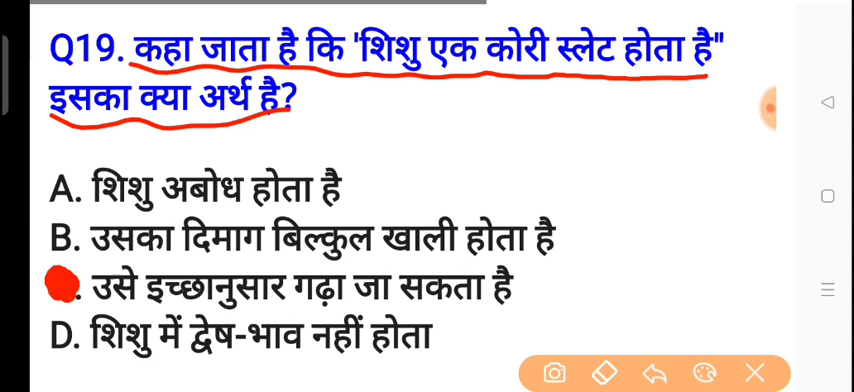 Q19. कहा जाता है कि 'शिशु एक कोरी स्लेट होता है"
इसका क्या अर्थ है?
A. शिशु अबोध होता है
B. उसका दिमाग बिल्कुल खाली होता है
. उसे इच्छानुसार गढ़ा जा सकता है
D. शिशु में द्वेष-भाव नहीं होता